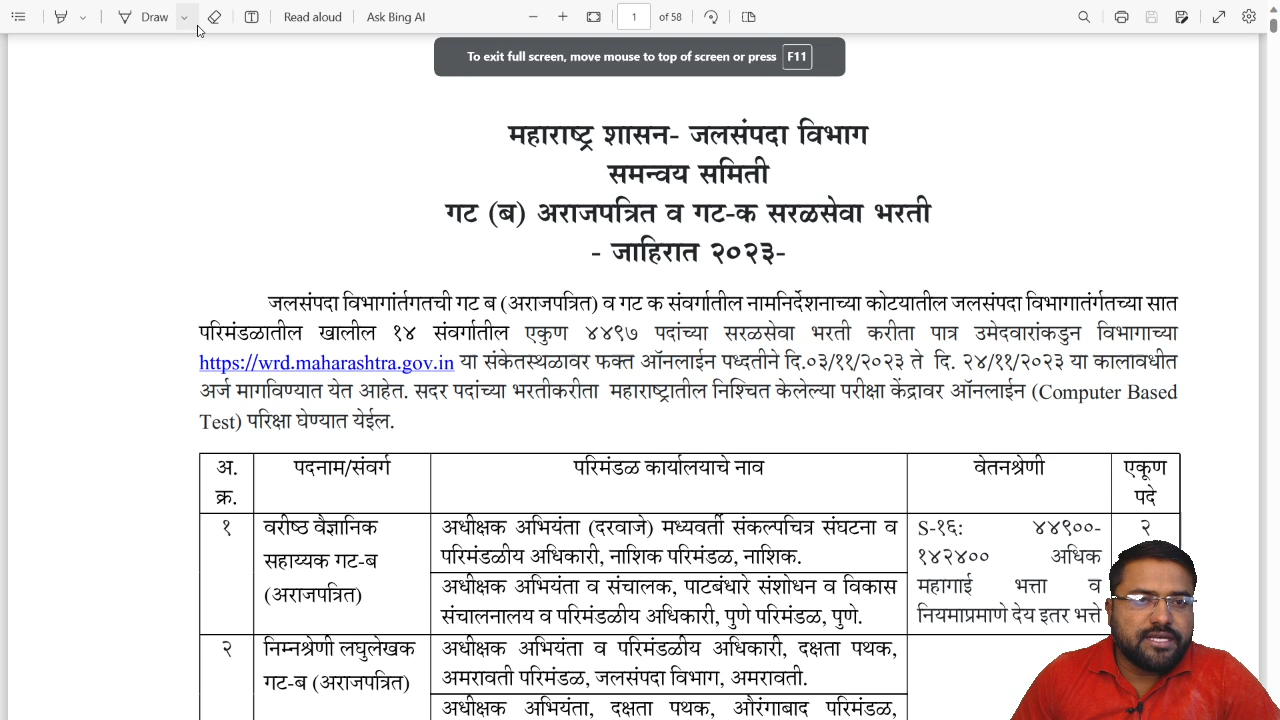 Draw
Read aloud
Ask Bing AI
1
of 58
To exit full screen, move mouse to top of screen or press F11
महाराष्ट्र शासन- जलसंपदा विभाग
समन्वय समिती
गट (ब) अराजपत्रित व गट-क सरळसेवा भरती
- जाहिरात २०२३-
जलसंपदा विभागांर्तगतची गट ब (अराजपत्रित) व गट क संवर्गातील नामनिर्देशनाच्या कोटयातील जलसंपदा विभागातंर्गतच्या सात
परिमंडळातील खालील १४ संवर्गातील एकुण ४४९७ पदांच्या सरळसेवा भरती करीता पात्र उमेदवारांकडुन विभागाच्या
https://wrd.maharashtra.gov.in या संकेतस्थळावर फक्त ऑनलाईन पध्दतीने दि.०३/११/२०२३ ते दि. २४/११/२०२३ या कालावधीत
अर्ज मागविण्यात येत आहेत. सदर पदांच्या भरतीकरीता महाराष्ट्रातील निश्चित केलेल्या परीक्षा केंद्रावर ऑनलाईन (Computer Based
Test) परिक्षा घेण्यात येईल.
अ. क्र.
पदनाम/संवर्ग
परिमंडळ कार्यालयाचे नाव
वेतनश्रेणी
एकूण पदे
१
वरीष्ठ वैज्ञानिक
सहाय्यक गट-ब
(अराजपत्रित)
अधीक्षक अभियंता (दरवाजे) मध्यवर्ती संकल्पचित्र संघटना व
परिमंडळीय अधिकारी, नाशिक परिमंडळ, नाशिक.
अधीक्षक अभियंता व संचालक, पाटबंधारे संशोधन व विकास
संचालनालय व परिमंडळीय अधिकारी, पुणे परिमंडळ, पुणे.
S-१६: ४४९००-
१४२४०० अधिक
महागाई भत्ता व
नियमाप्रमाणे देय इतर भत्ते
२
२
निम्नश्रेणी लघुलेखक
गट-ब (अराजपत्रित)
अधीक्षक अभियंता व परिमंडळीय अधिकारी, दक्षता पथक,
अमरावती परिमंडळ, जलसंपदा विभाग, अमरावती.
अधीक्षक अभियंता, दक्षता पथक, औरंगाबाद परिमंडळ,